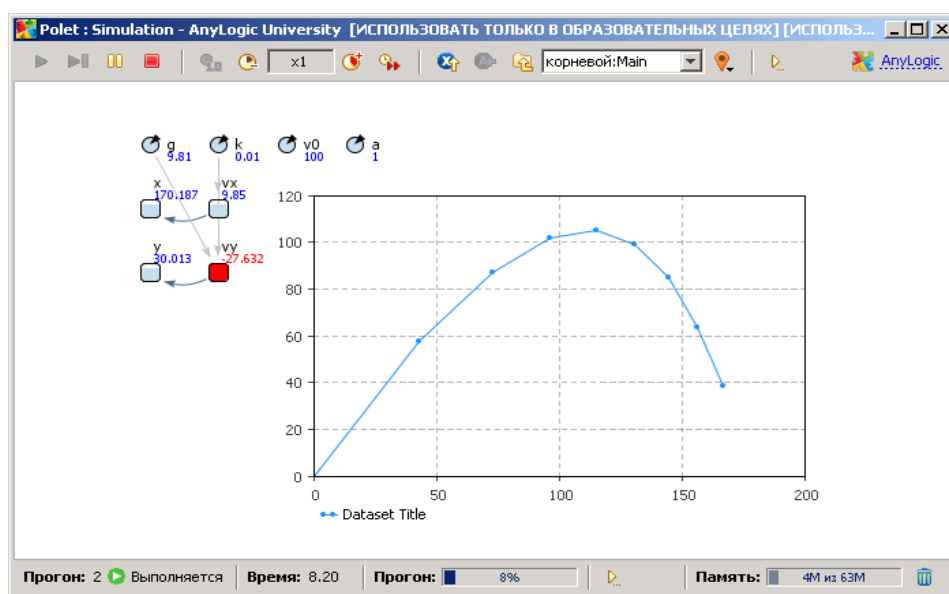 Polet : Simulation - AnyLogic University [ИСПОЛЬЗОВАТЬ ТОЛЬКО В ОБРАЗОВАТЕЛЬНЫХ ЦЕЛЯХ] [ИСПОЛЬЗ...
x1 корневой:Main AnyLogic
g k v0 a
9.81 0.01 100 1
x vx
170.187 9.85
y vy
30.013 -27.632
120
100
80
60
40
20
0
0 50 100 150 200
Dataset Title
Прогон: 2 Выполняется Время: 8.20 Прогон: 8% Память: 4M из 63M